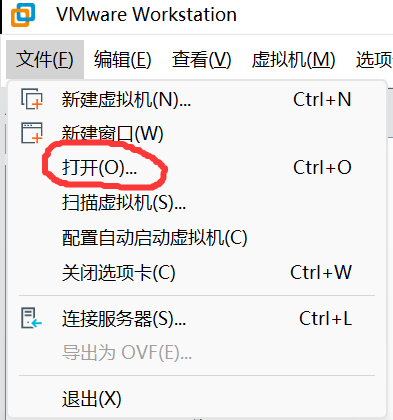 VMware Workstation
文件(F) 编辑(E) 查看(V) 虚拟机(M) 选项
新建虚拟机(N)... Ctrl+N
新建窗口(W)
打开(O)... Ctrl+O
扫描虚拟机(S)...
配置自动启动虚拟机(C)
关闭选项卡(C) Ctrl+W
连接服务器(S)... Ctrl+L
导出为 OVF(E)...
退出(X)